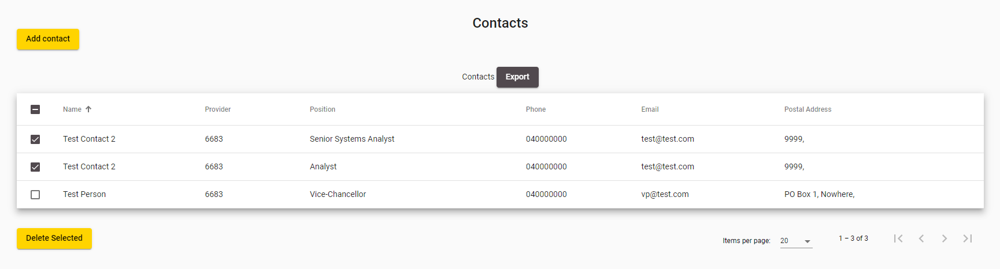 Contacts
Add contact
Contacts Export
Name Provider Position Phone Email Postal Address
Test Contact 2 6683 Senior Systems Analyst 040000000 test@test.com 9999,
Test Contact 2 6683 Analyst 040000000 test@test.com 9999,
Test Person 6683 Vice-Chancellor 040000000 vp@test.com PO Box 1, Nowhere,
Delete Selected
Items per page: 20 1 – 3 of 3